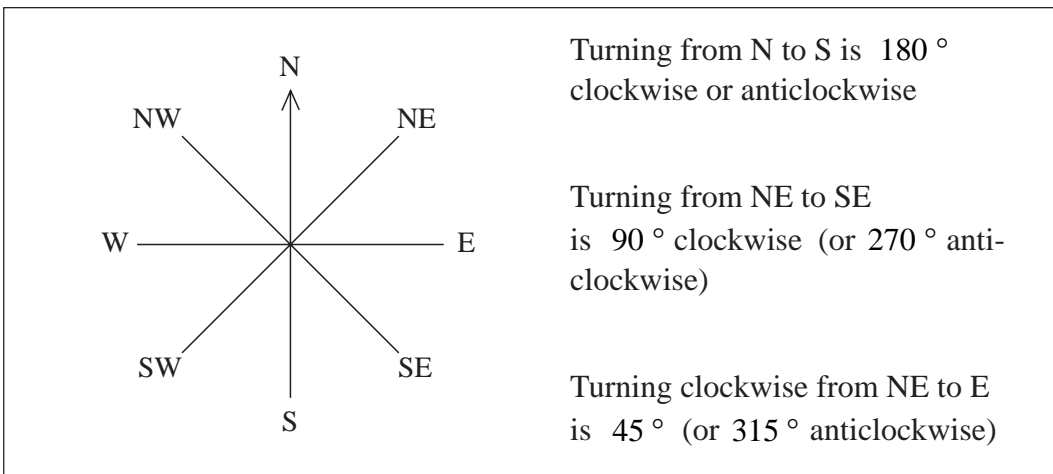 N
NW
NE
W
E
SW
SE
S
Turning from N to S is 180 °
clockwise or anticlockwise
Turning from NE to SE
is 90 ° clockwise (or 270 ° anti-
clockwise)
Turning clockwise from NE to E
is 45 ° (or 315 ° anticlockwise)